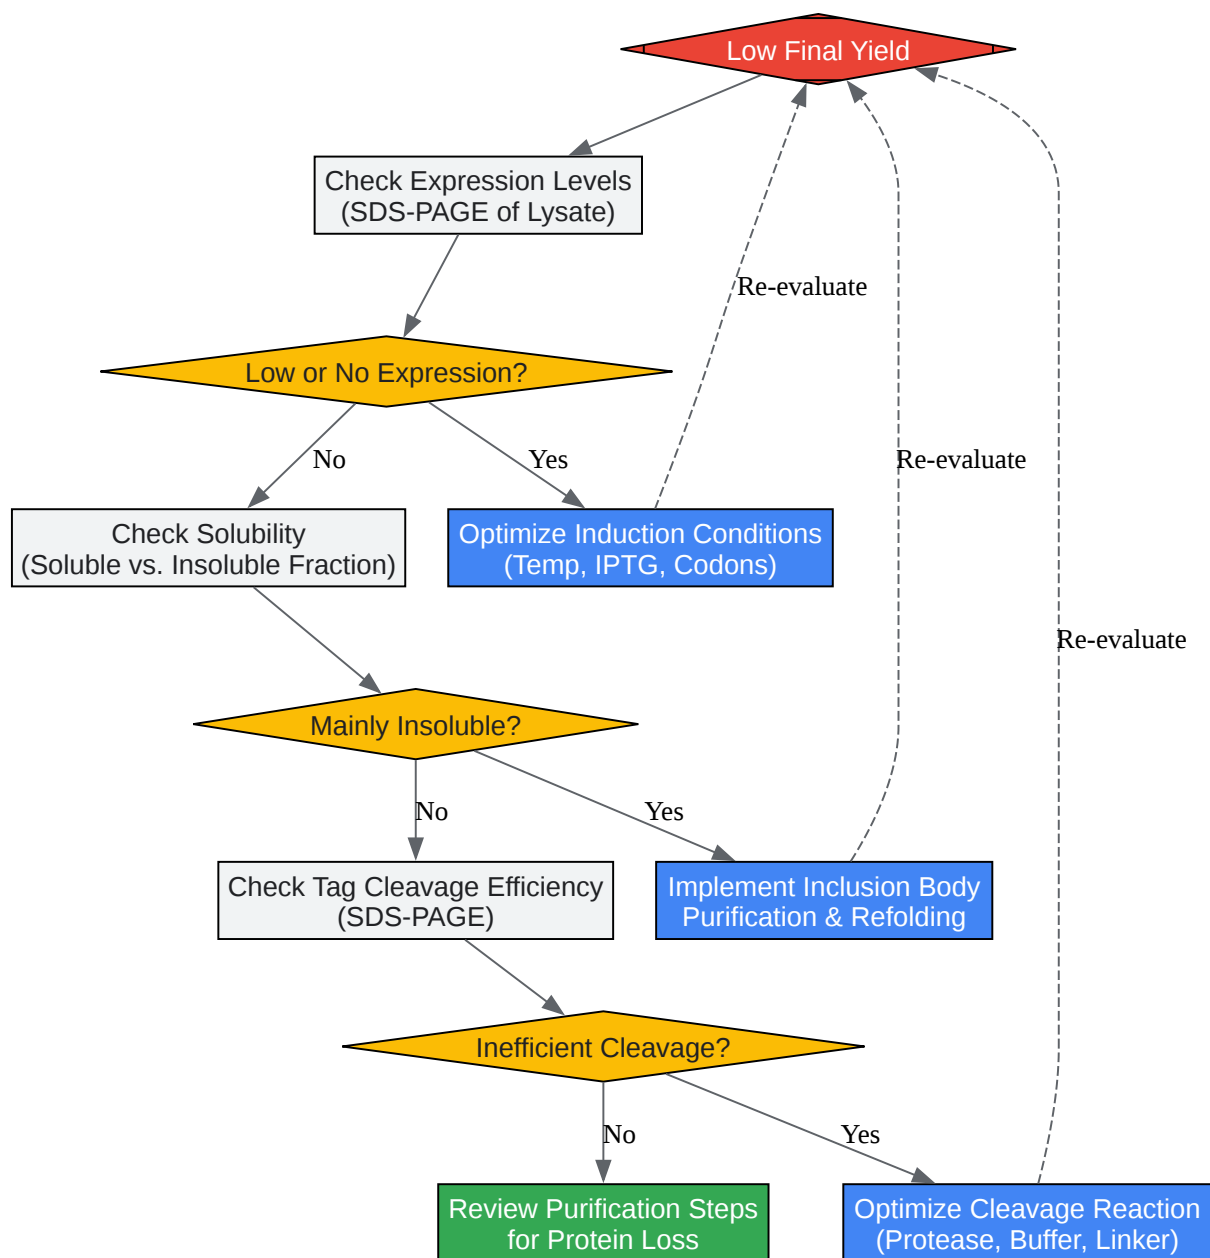 Low Final Yield
Check Expression Levels
(SDS-PAGE of Lysate)
Re-evaluate
Low or No Expression?
No
Yes
Re-evaluate
Check Solubility
(Soluble vs. Insoluble Fraction)
Optimize Induction Conditions
(Temp, IPTG, Codons)
Re-evaluate
Mainly Insoluble?
No
Yes
Check Tag Cleavage Efficiency
(SDS-PAGE)
Implement Inclusion Body
Purification & Refolding
Inefficient Cleavage?
No
Yes
Review Purification Steps
for Protein Loss
Optimize Cleavage Reaction
(Protease, Buffer, Linker)